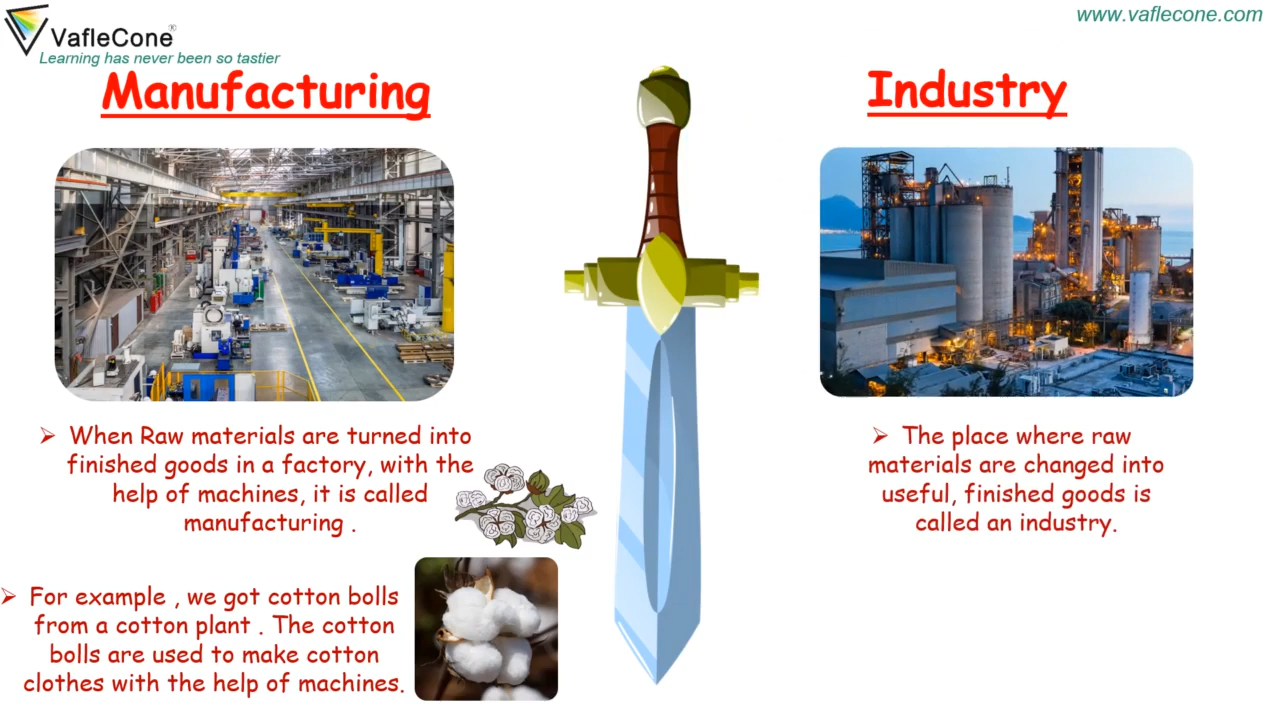 VafleCone®
Learning has never been so tastier
www.vaflecone.com
Manufacturing
➢ When Raw materials are turned into
finished goods in a factory, with the
help of machines, it is called
manufacturing .
➢ For example , we got cotton bolls
from a cotton plant . The cotton
bolls are used to make cotton
clothes with the help of machines.
Industry
➢ The place where raw
materials are changed into
useful, finished goods is
called an industry.